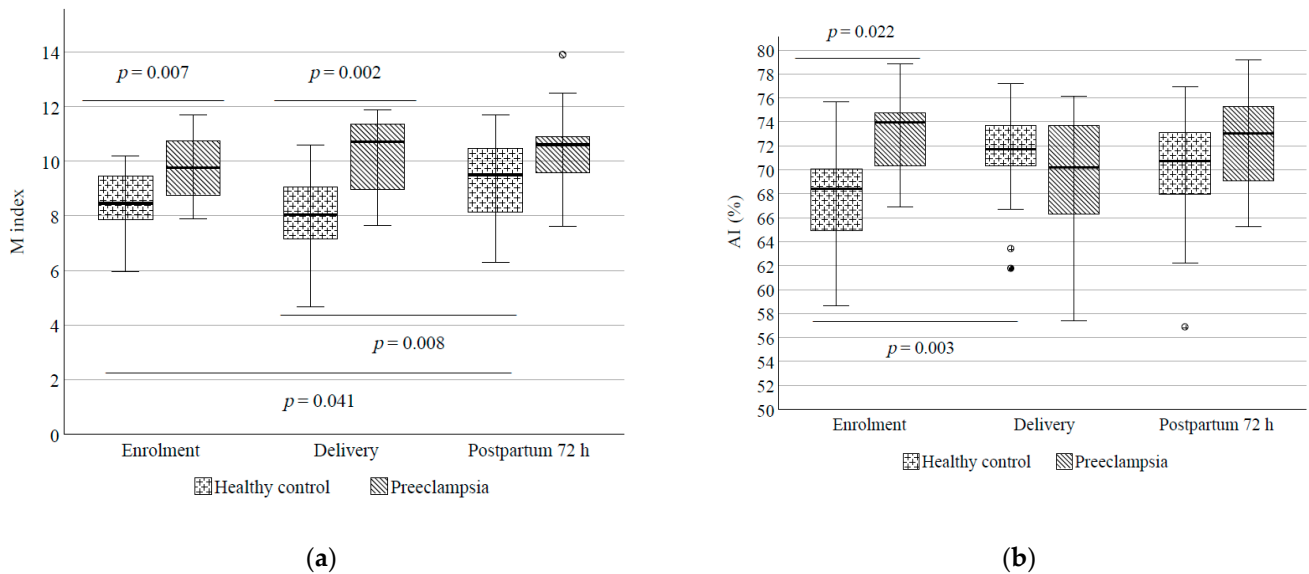 14
12
10
8
6
4
2
0
M index
p = 0.007
p = 0.002
p = 0.008
p = 0.041
Enrolment Delivery Postpartum 72 h
Healthy control Preeclampsia
(a)
80
78
76
74
72
70
68
66
64
62
60
58
56
54
52
50
AI (%)
p = 0.022
p = 0.003
Enrolment Delivery Postpartum 72 h
Healthy control Preeclampsia
(b)